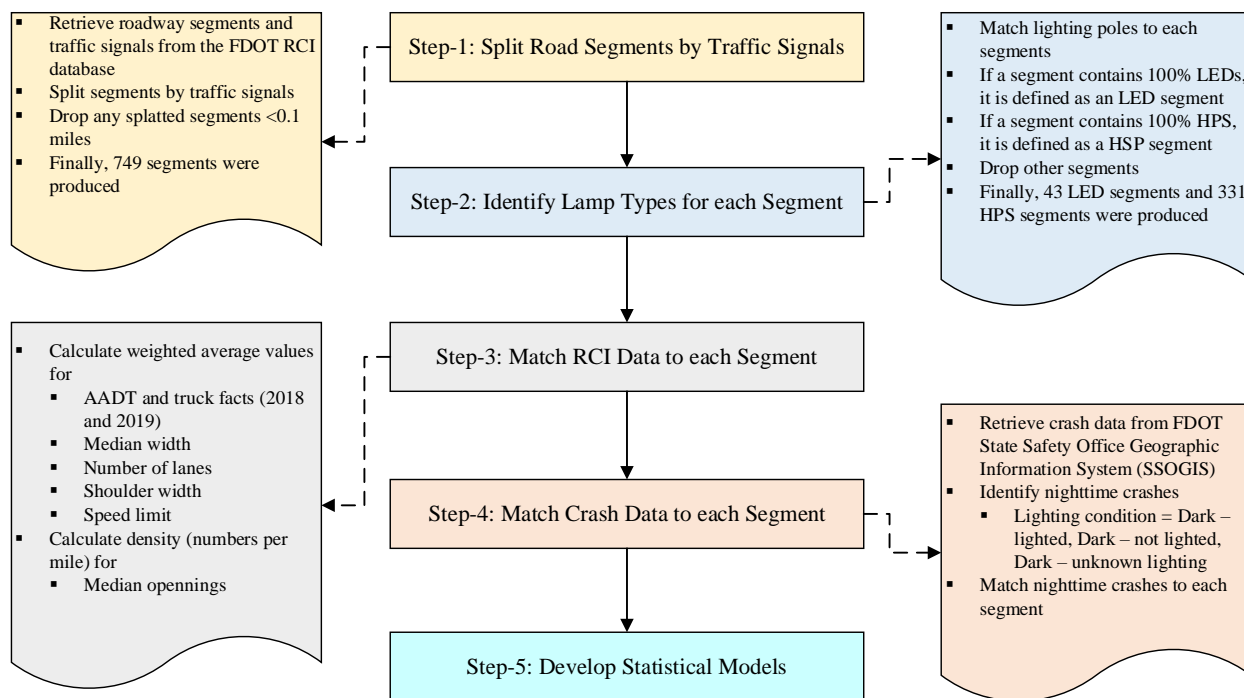 ▪ Retrieve roadway segments and
traffic signals from the FDOT RCI
database
▪ Split segments by traffic signals
▪ Drop any splatted segments <0.1
miles
▪ Finally, 749 segments were
produced
Step-1: Split Road Segments by Traffic Signals
▪ Match lighting poles to each
segments
▪ If a segment contains 100% LEDs,
it is defined as an LED segment
▪ If a segment contains 100% HPS,
it is defined as a HSP segment
▪ Drop other segments
▪ Finally, 43 LED segments and 331
HPS segments were produced
Step-2: Identify Lamp Types for each Segment
▪ Calculate weighted average values
for
▪ AADT and truck facts (2018
and 2019)
▪ Median width
▪ Number of lanes
▪ Shoulder width
▪ Speed limit
▪ Calculate density (numbers per
mile) for
▪ Median opennings
Step-3: Match RCI Data to each Segment
Step-4: Match Crash Data to each Segment
▪ Retrieve crash data from FDOT
State Safety Office Geographic
Information System (SSOGIS)
▪ Identify nighttime crashes
▪ Lighting condition = Dark –
lighted, Dark – not lighted,
Dark – unknown lighting
▪ Match nighttime crashes to each
segment
Step-5: Develop Statistical Models